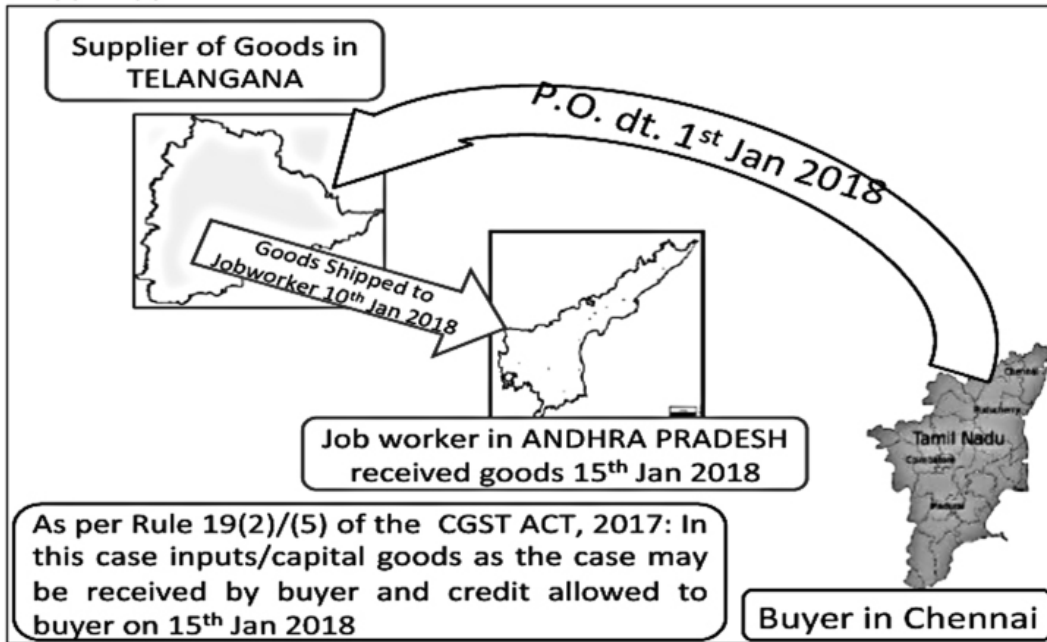 Supplier of Goods in
TELANGANA
P.O. dt. 1st Jan 2018
Goods Shipped to
Jobworker 10th Jan 2018
Job worker in ANDHRA PRADESH
received goods 15th Jan 2018
Chennai
Tamil Nadu
As per Rule 19(2)/(5) of the CGST ACT, 2017: In
this case inputs/capital goods as the case may
be received by buyer and credit allowed to
buyer on 15th Jan 2018
Buyer in Chennai